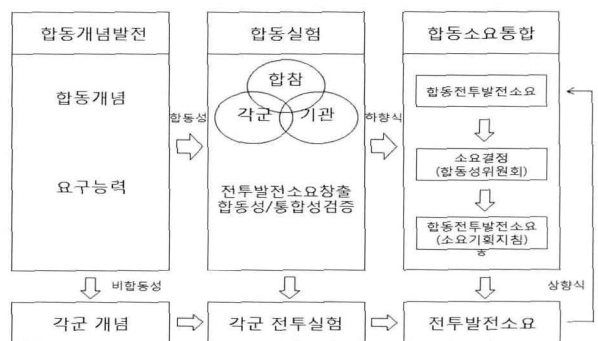 합동개념발전
합동실험
합동소요통합
합동개념
요구능력
합동성
합참
각군
기관
전투발전소요창출
합동성/통합성검증
하향식
합동전투발전소요
소요결정
(합동성위원회)
합동전투발전소요
(소요기획지침)
비합동성
상향식
각군 개념
각군 전투실험
전투발전소요